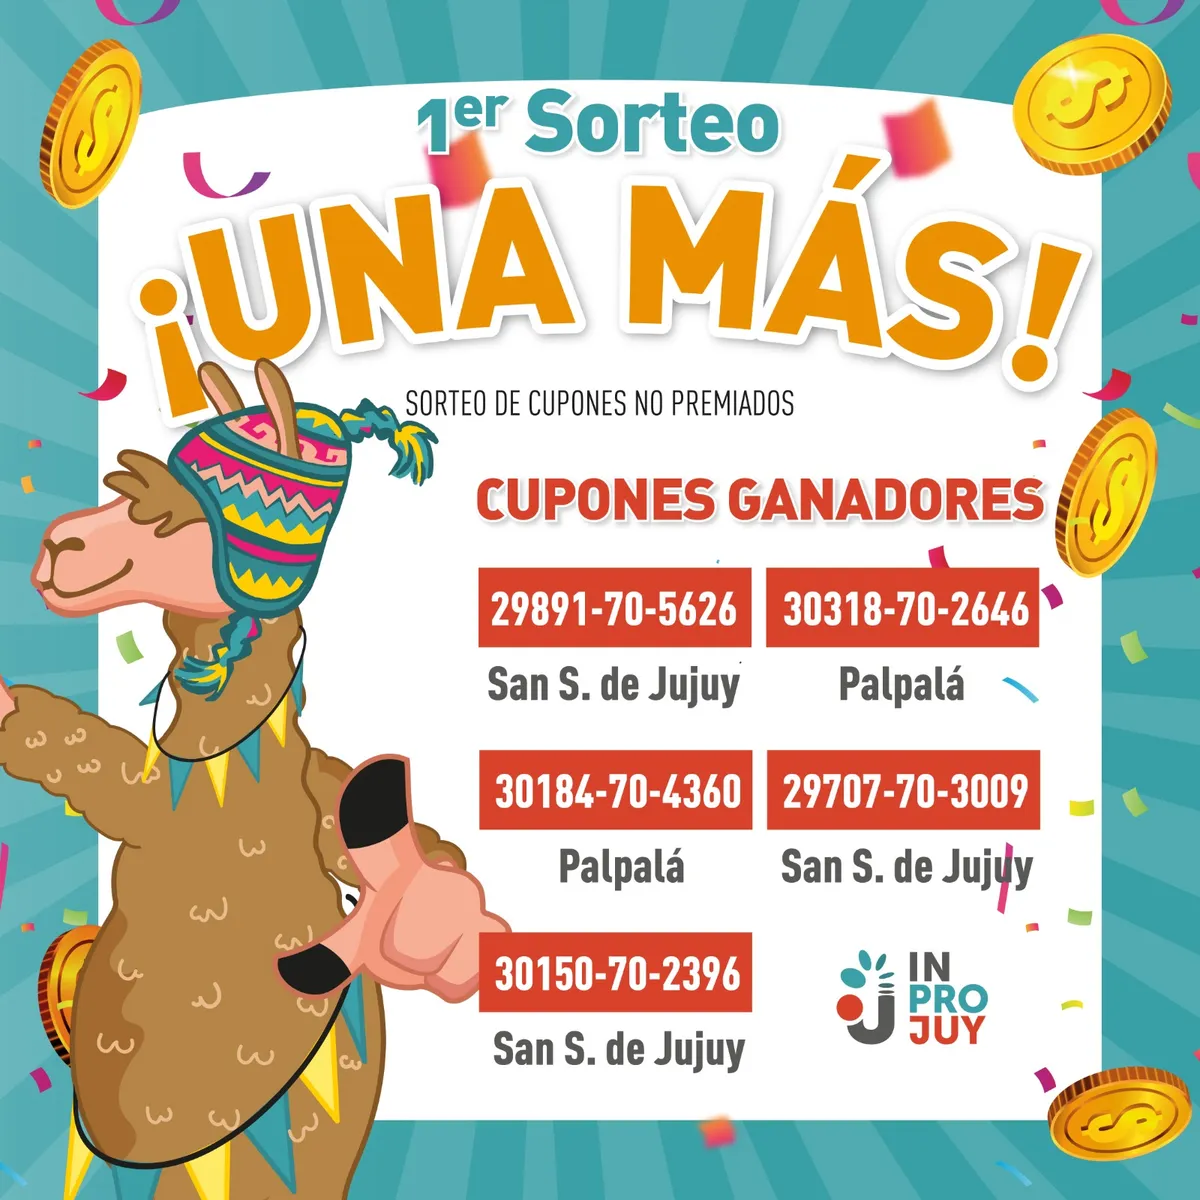 1er Sorteo
¡UNA MÁS!
SORTEO DE CUPONES NO PREMIADOS
CUPONES GANADORES
29891-70-5626
San S. de Jujuy
30318-70-2646
Palpalá
30184-70-4360
Palpalá
29707-70-3009
San S. de Jujuy
30150-70-2396
San S. de Jujuy
IN
PRO
JUY